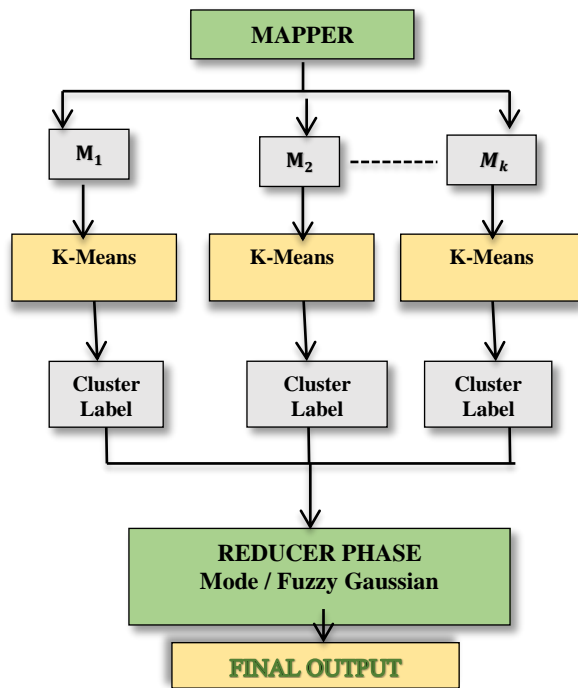 MAPPER
M₁
M₂
Mₖ
K-Means
K-Means
K-Means
Cluster
Label
Cluster
Label
Cluster
Label
REDUCER PHASE
Mode / Fuzzy Gaussian
FINAL OUTPUT